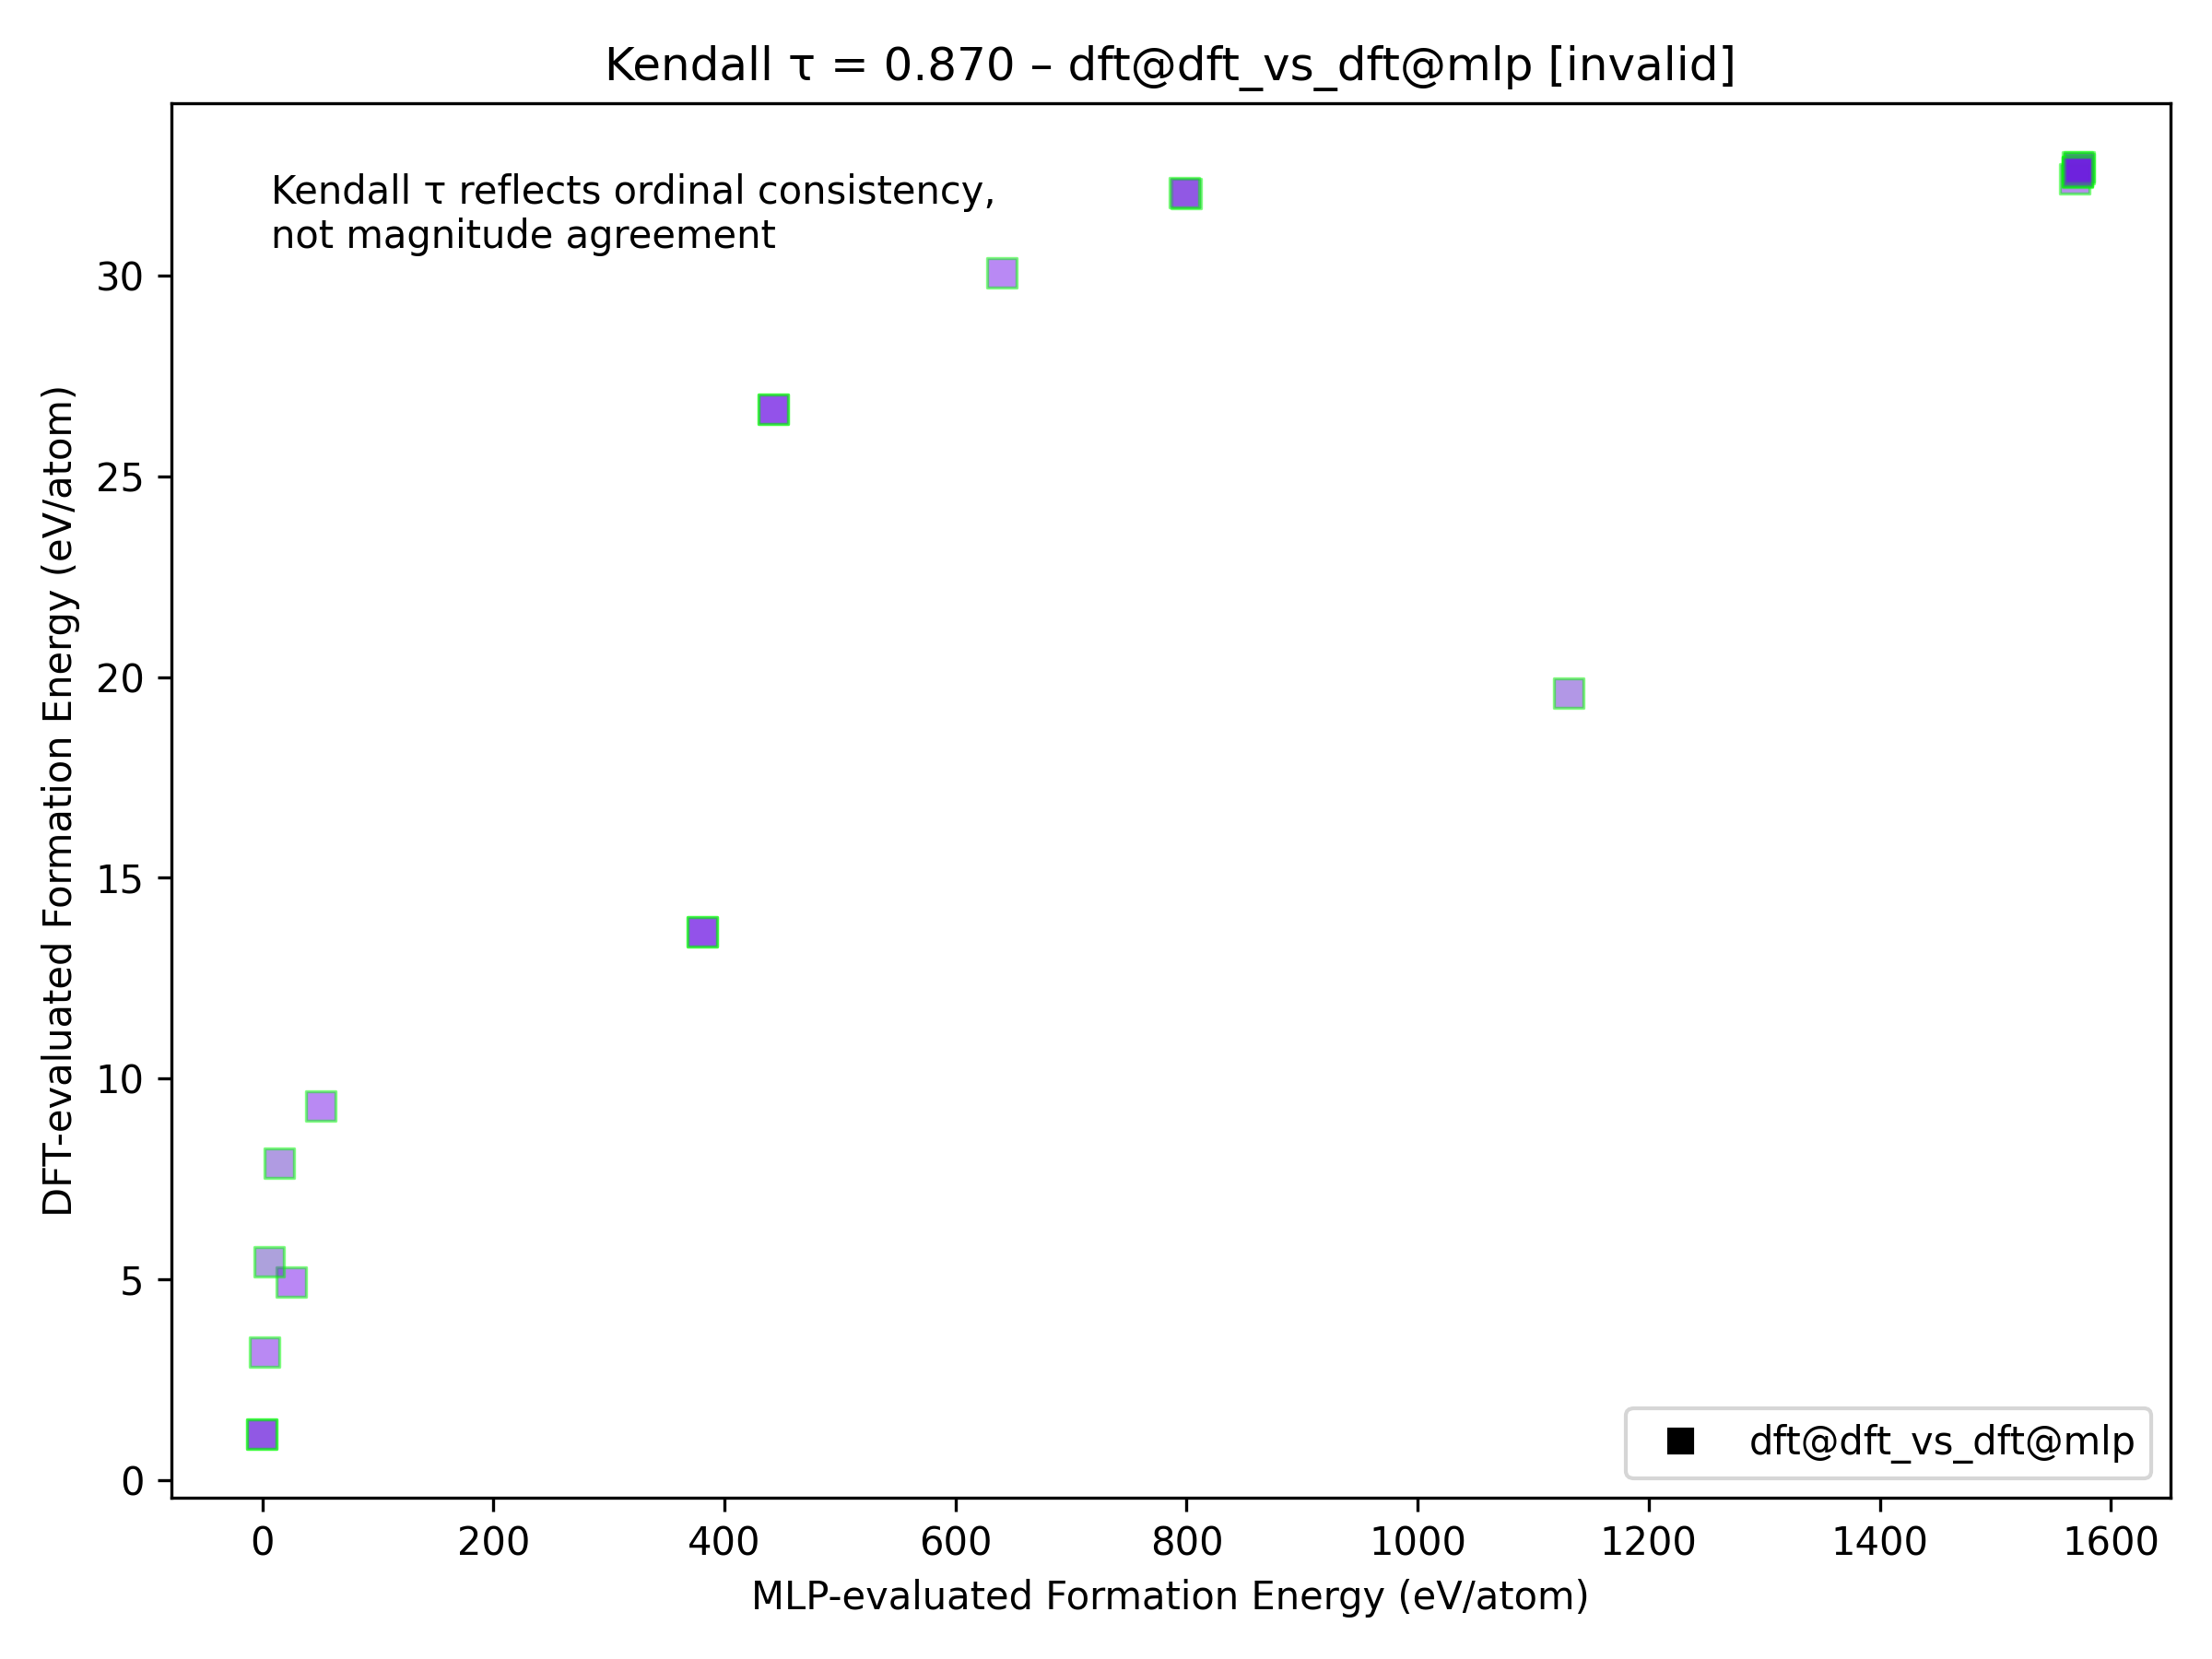 Kendall τ = 0.870 – dft@dft_vs_dft@mlp [invalid]
Kendall τ reflects ordinal consistency,
not magnitude agreement
DFT-evaluated Formation Energy (eV/atom)
30
25
20
15
10
5
0
dft@dft_vs_dft@mlp
0 200 400 600 800 1000 1200 1400 1600
MLP-evaluated Formation Energy (eV/atom)